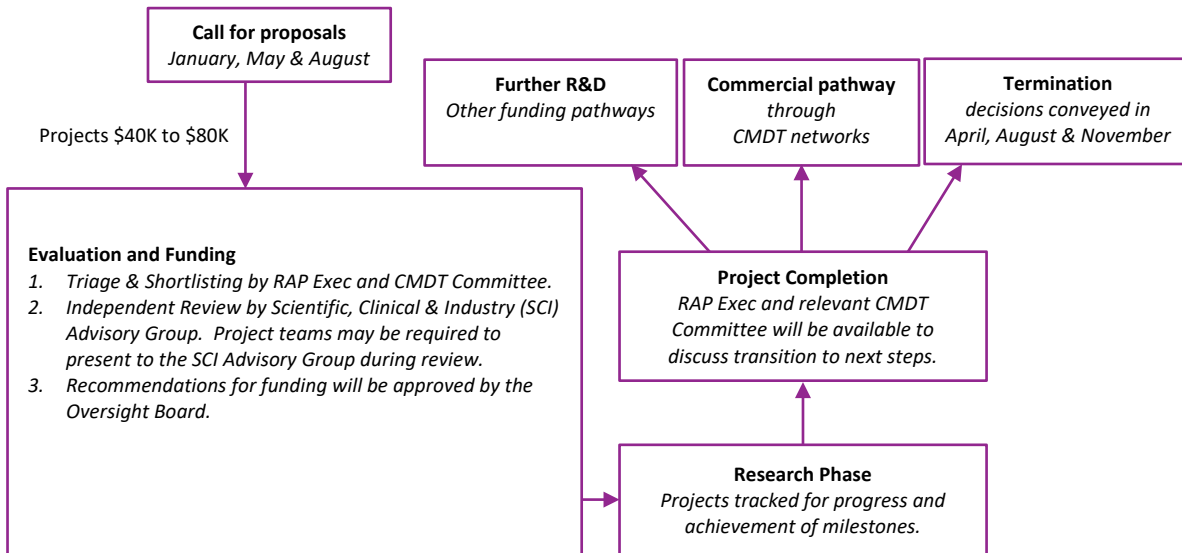 Call for proposals
January, May & August
Projects $40K to $80K
Evaluation and Funding
1. Triage & Shortlisting by RAP Exec and CMDT Committee.
2. Independent Review by Scientific, Clinical & Industry (SCI)
Advisory Group. Project teams may be required to
present to the SCI Advisory Group during review.
3. Recommendations for funding will be approved by the
Oversight Board.
Research Phase
Projects tracked for progress and
achievement of milestones.
Project Completion
RAP Exec and relevant CMDT
Committee will be available to
discuss transition to next steps.
Further R&D
Other funding pathways
Commercial pathway
through
CMDT networks
Termination
decisions conveyed in
April, August & November